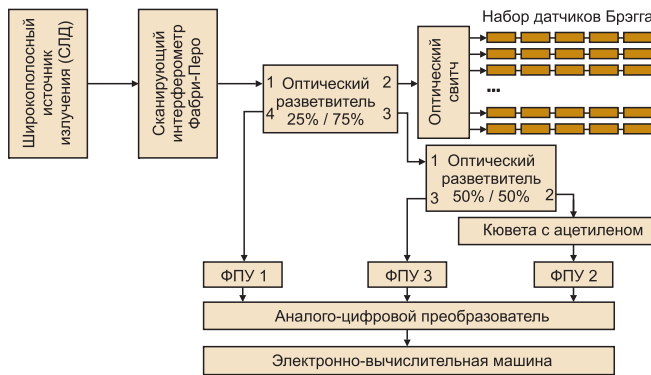 Набор датчиков Брэгга
Широкополосный
источник
излучения (СЛД)
Сканирующий
интерферометр
Фабри-Перо
1 Оптический 2
4 разветвитель 3
25% / 75%
Оптический
свитч
...
1 Оптический
разветвитель
3 50% / 50% 2
Кювета с ацетиленом
ФПУ 1
ФПУ 3
ФПУ 2
Аналого-цифровой преобразователь
Электронно-вычислительная машина